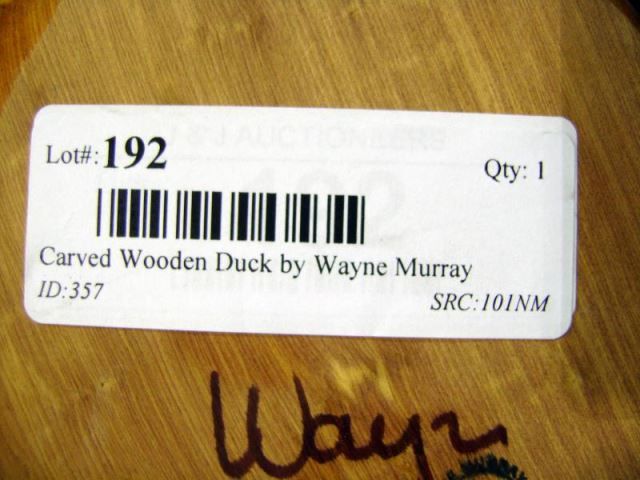 Lot#: 192
Qty: 1
Carved Wooden Duck by Wayne Murray
ID:357
SRC:101NM